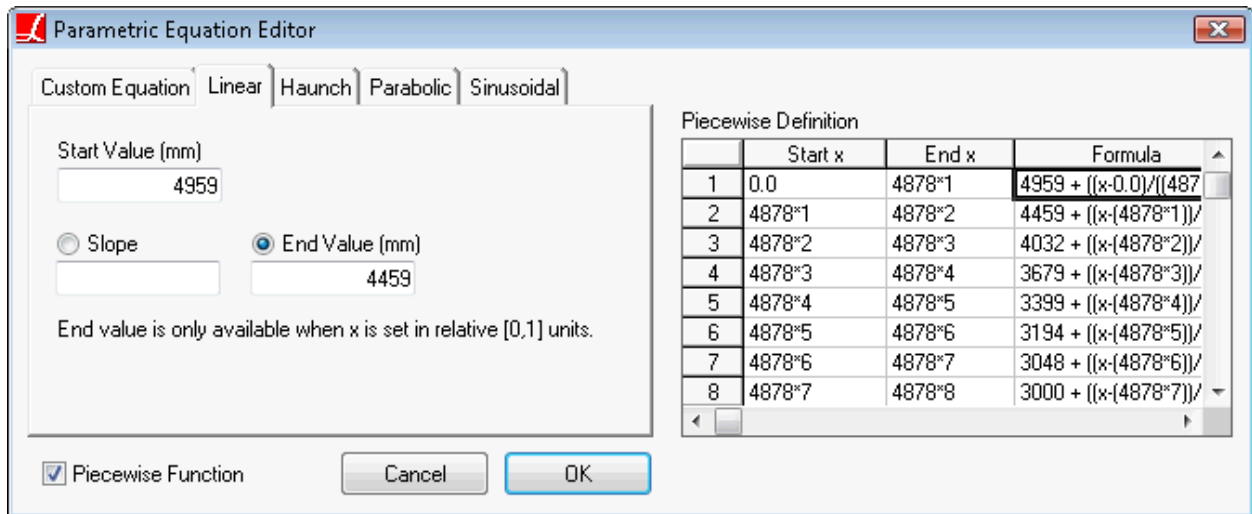 Parametric Equation Editor
Custom Equation Linear Haunch Parabolic Sinusoidal
Start Value (mm)
4959
Slope End Value (mm)
4459
End value is only available when x is set in relative [0,1] units.
Piecewise Function
Cancel OK
Piecewise Definition
Start x End x Formula
1 0.0 4878*1 4959 + ((x-0.0)/((487
2 4878*1 4878*2 4459 + ((x-(4878*1))/
3 4878*2 4878*3 4032 + ((x-(4878*2))/
4 4878*3 4878*4 3679 + ((x-(4878*3))/
5 4878*4 4878*5 3399 + ((x-(4878*4))/
6 4878*5 4878*6 3194 + ((x-(4878*5))/
7 4878*6 4878*7 3048 + ((x-(4878*6))/
8 4878*7 4878*8 3000 + ((x-(4878*7))/